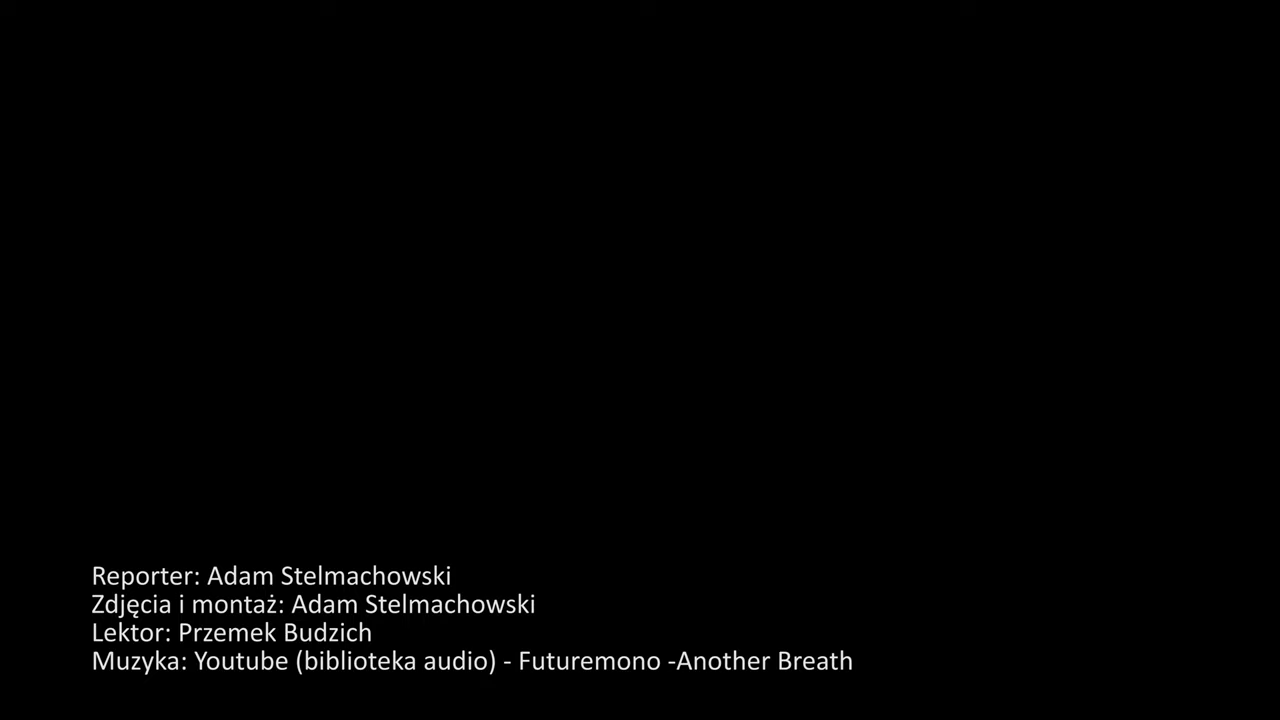 Reporter: Adam Stelmachowski
Zdjęcia i montaż: Adam Stelmachowski
Lektor: Przemek Budzich
Muzyka: Youtube (biblioteka audio) - Futuremono -Another Breath